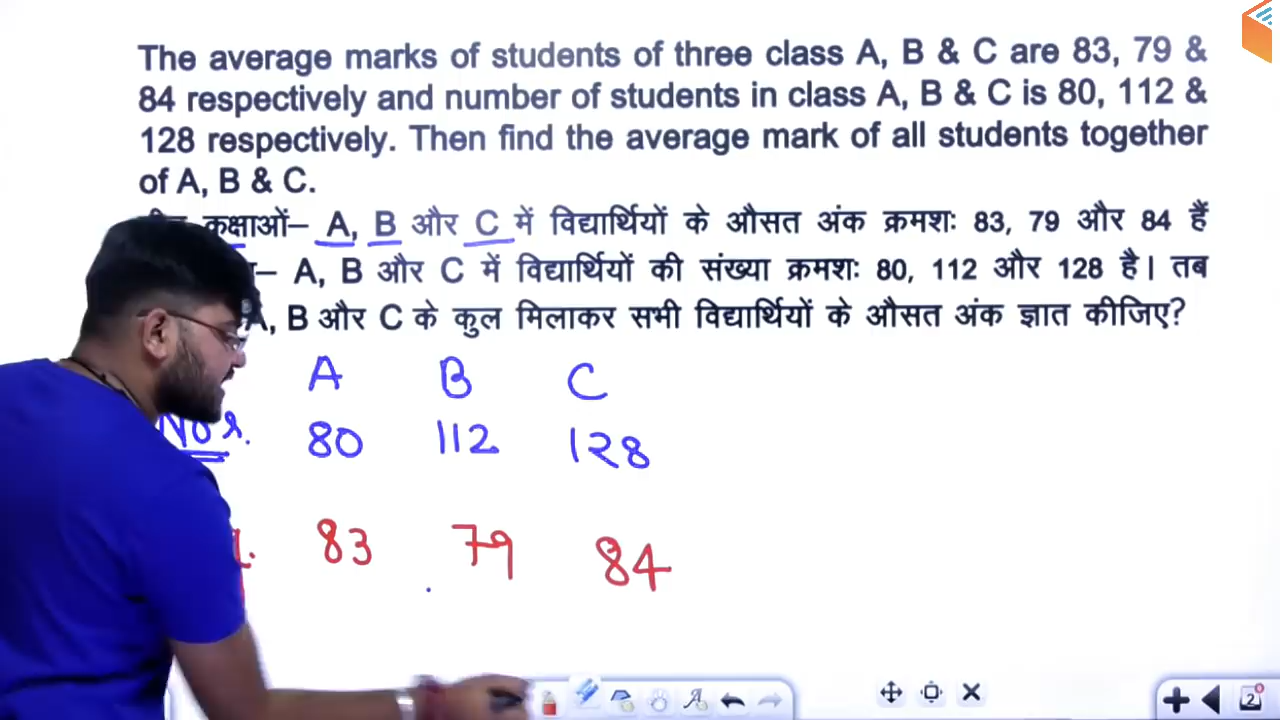 The average marks of students of three class A, B & C are 83, 79 &
84 respectively and number of students in class A, B & C is 80, 112 &
128 respectively. Then find the average mark of all students together
of A, B & C.
कक्षाओं– A, B और C में विद्यार्थियों के औसत अंक क्रमशः 83, 79 और 84 हैं
– A, B और C में विद्यार्थियों की संख्या क्रमशः 80, 112 और 128 है। तब
A, B और C के कुल मिलाकर सभी विद्यार्थियों के औसत अंक ज्ञात कीजिए?
A B C
80 112 128
83 79 84
2